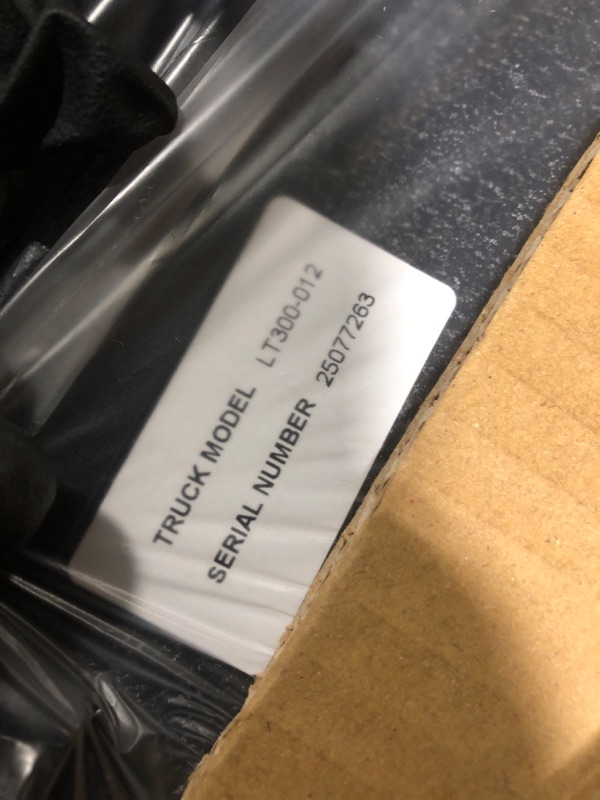 TRUCK MODEL LT300-012
SERIAL NUMBER 25077263